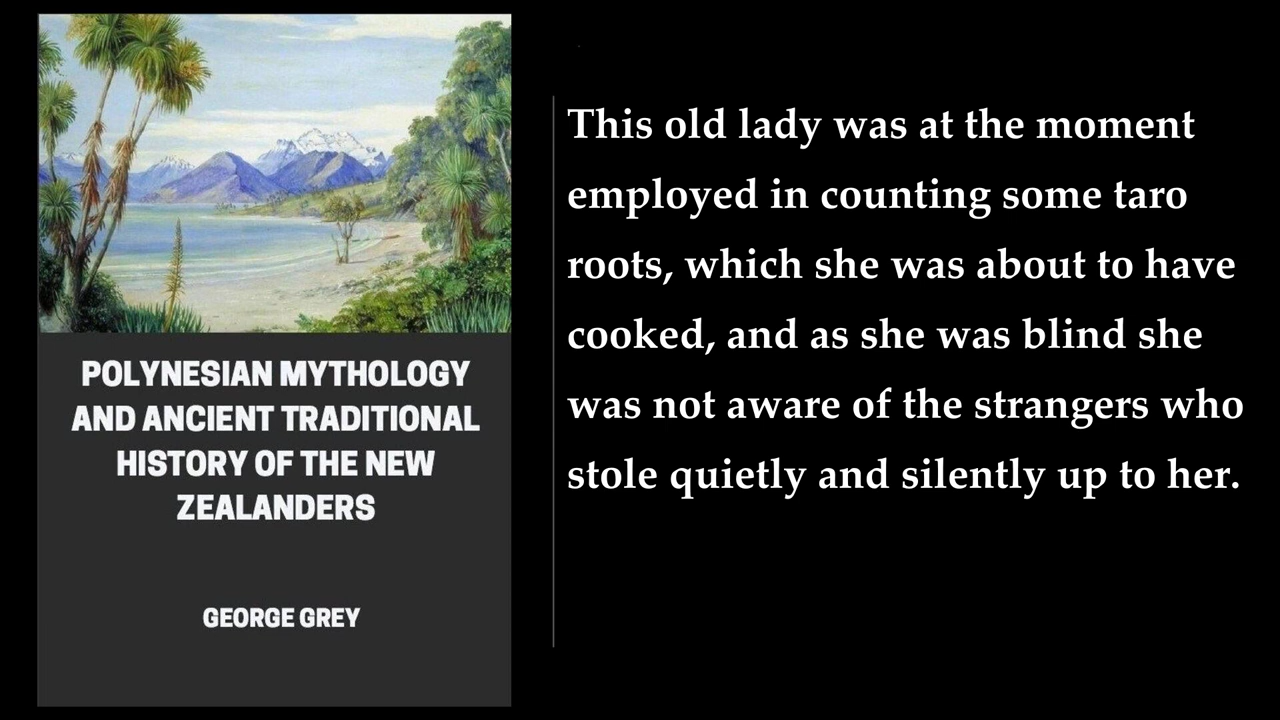 POLYNESIAN MYTHOLOGY
AND ANCIENT TRADITIONAL
HISTORY OF THE NEW
ZEALANDERS
GEORGE GREY
This old lady was at the moment
employed in counting some taro
roots, which she was about to have
cooked, and as she was blind she
was not aware of the strangers who
stole quietly and silently up to her.